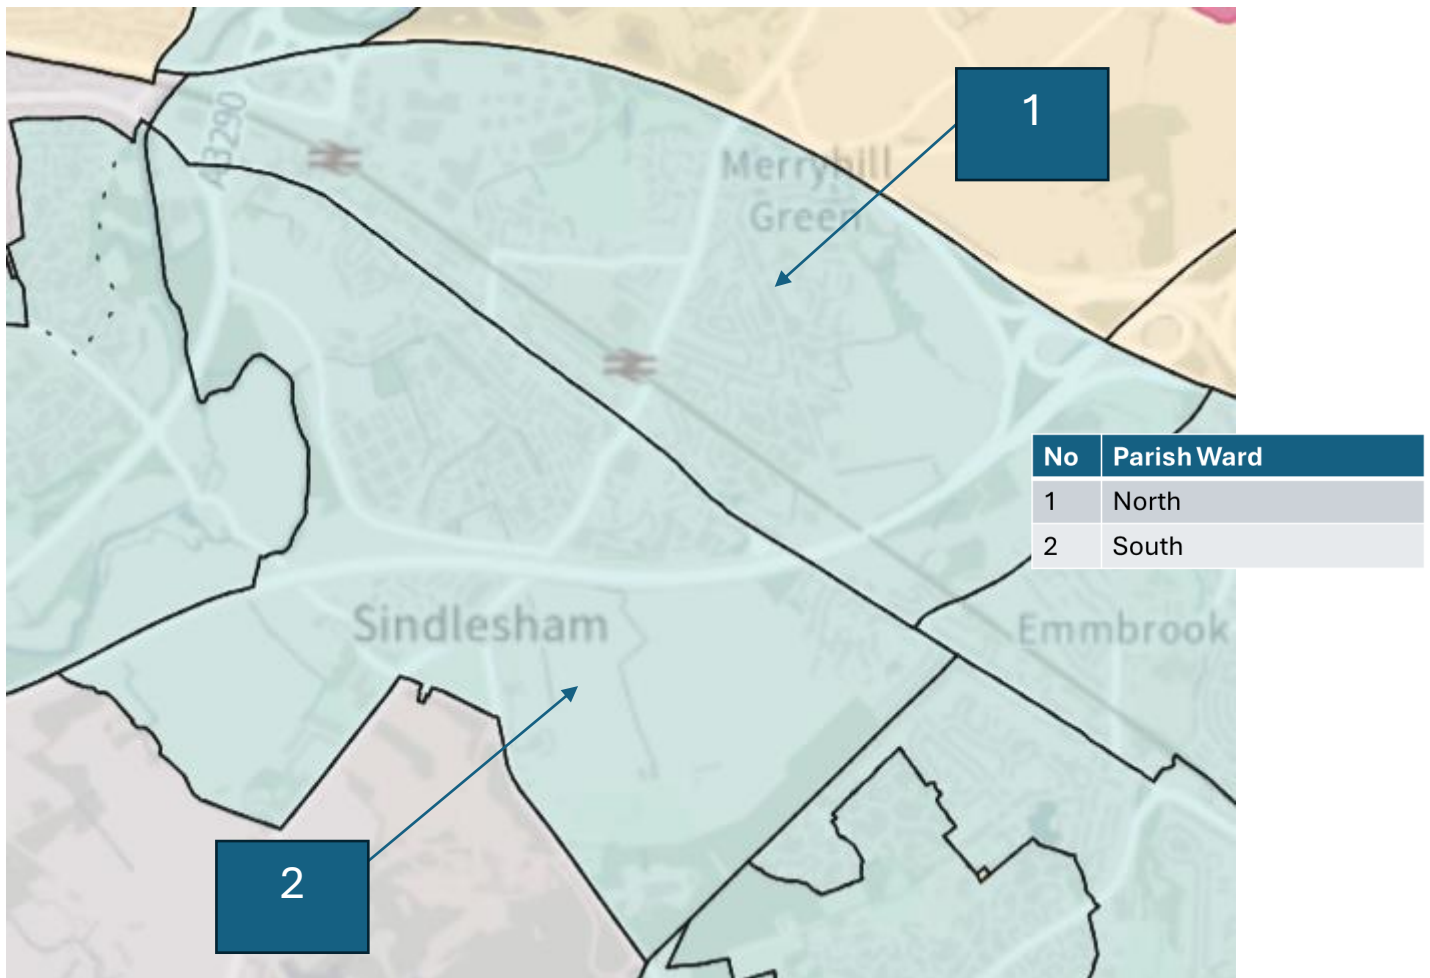 1
A3290
Merryhill
Green
No Parish Ward
1 North
2 South
Sindlesham
Emmbrook
2